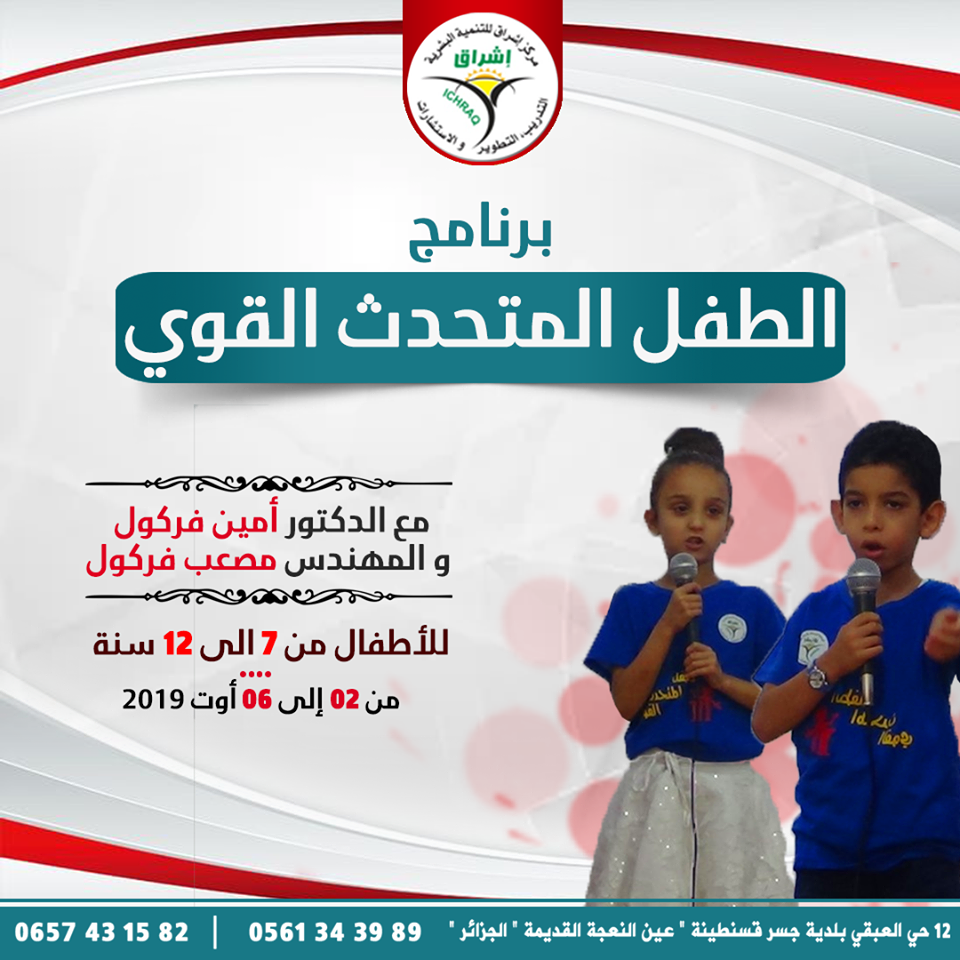 مركز إشراق للتنمية البشرية
إشراق
ICHRAQ
التدريب، التطوير و الاستشارات
برنامج
الطفل المتحدث القوي
مع الدكتور أمين فركول
و المهندس مصعب فركول
للأطفال من 7 الى 12 سنة
من 02 إلى 06 أوت 2019
12 حي العبقي بلدية جسر قسنطينة " عين النعجة القديمة " الجزائر "
0561 34 39 89 | 0657 43 15 82